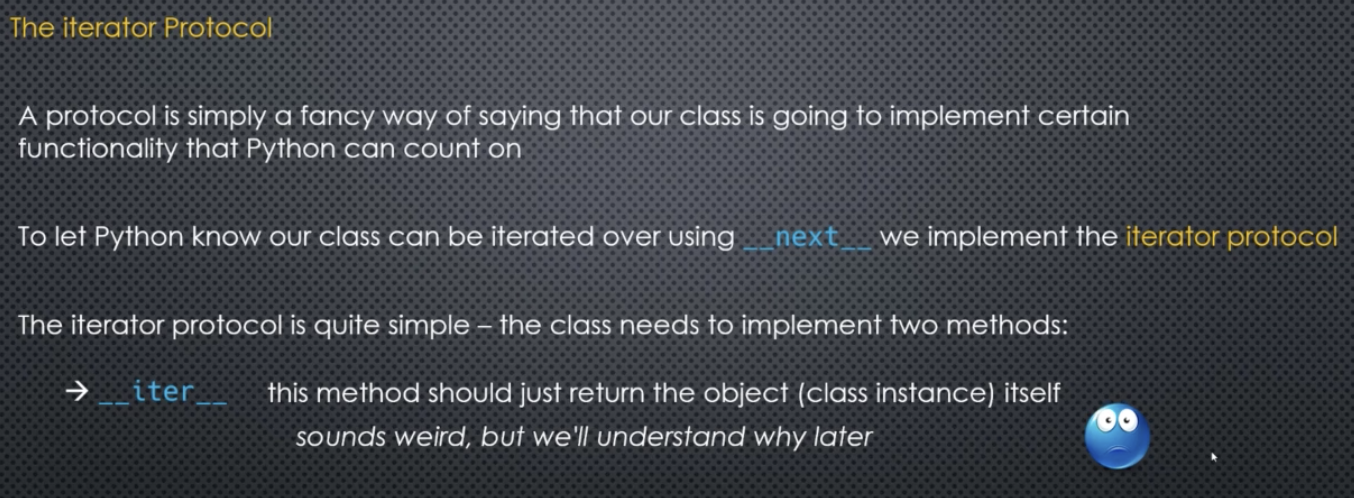 The iterator Protocol
A protocol is simply a fancy way of saying that our class is going to implement certain
functionality that Python can count on
To let Python know our class can be iterated over using __next__ we implement the iterator protocol
The iterator protocol is quite simple – the class needs to implement two methods:
→ __iter__ this method should just return the object (class instance) itself
sounds weird, but we'll understand why later